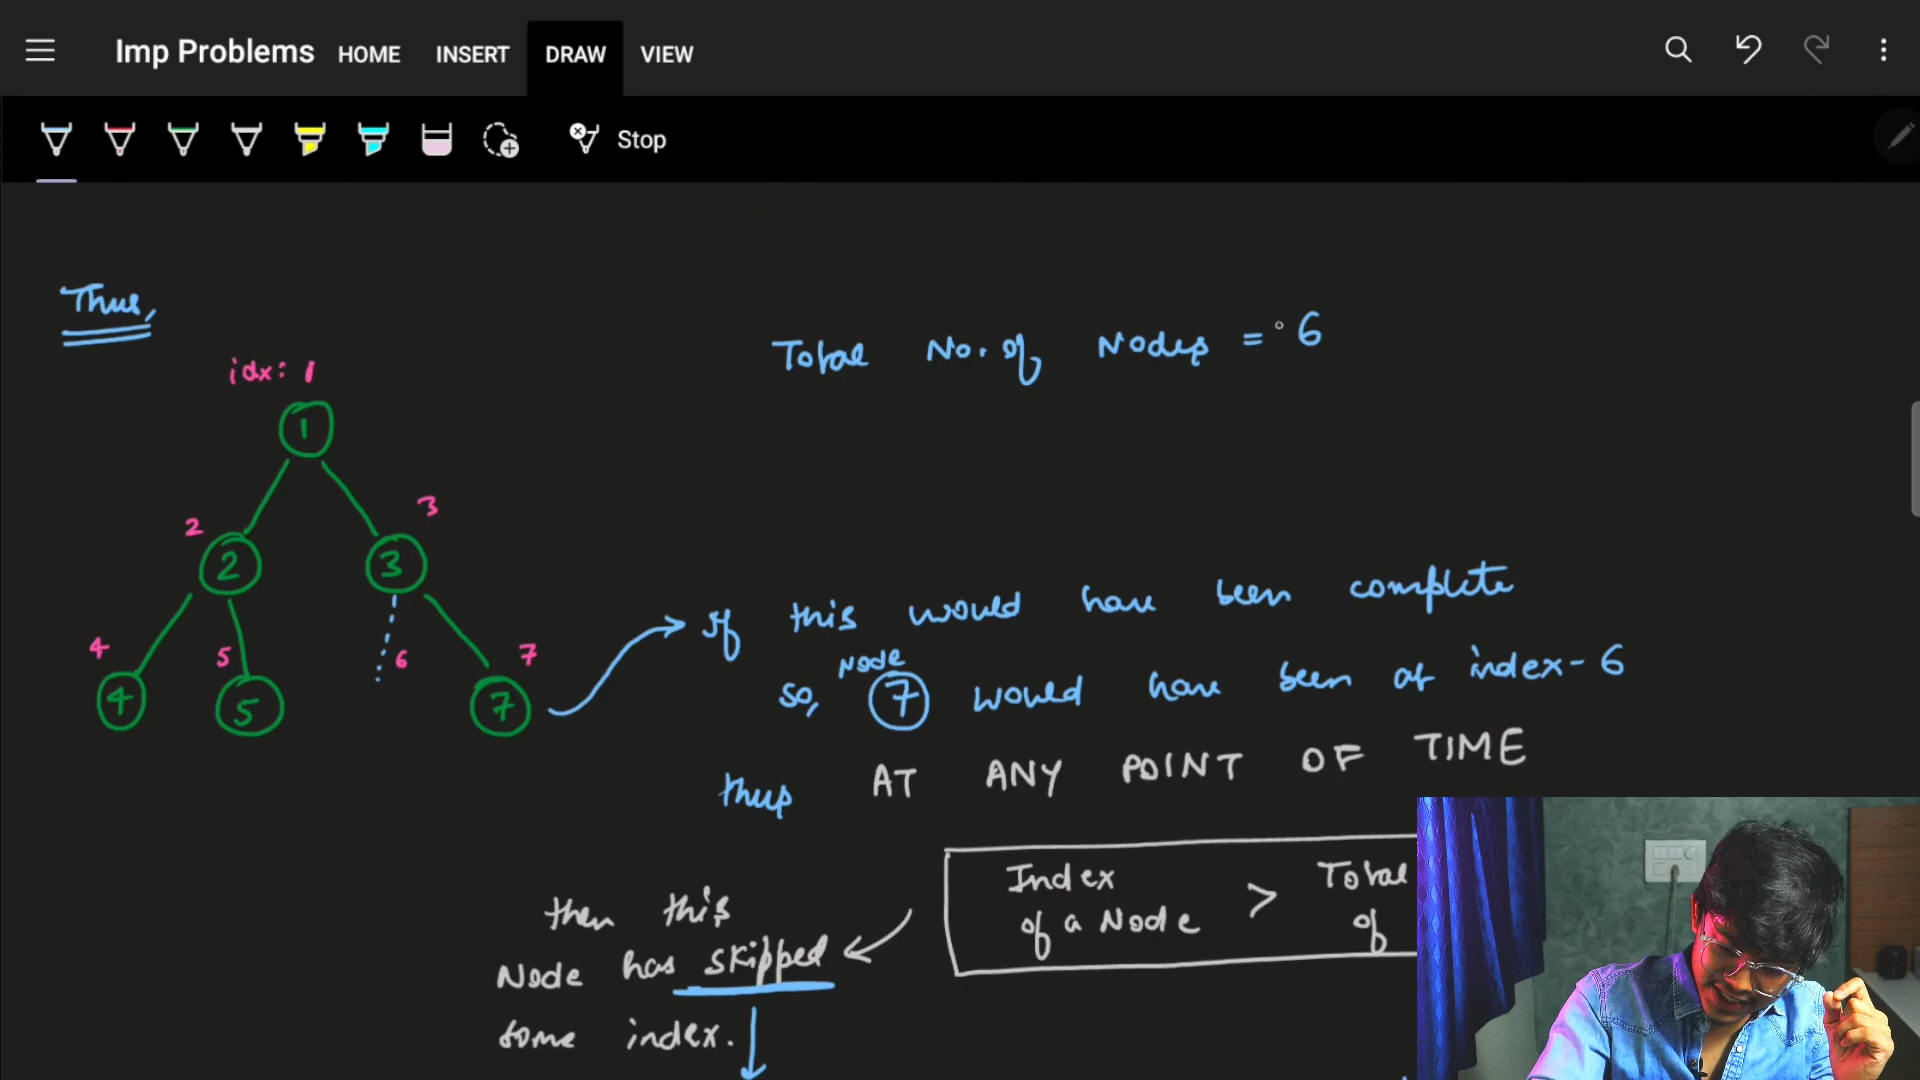 Imp Problems HOME INSERT DRAW VIEW
Stop
Thus,
Total No. of Nodes = 6
idx: 1
1
2 3
2 3
4 5 6 7
4 5 7
If this would have been complete
so, Node 7 would have been at index-6
thus AT ANY POINT OF TIME
Index > Total
of a Node of
then this
Node has skipped
some index.